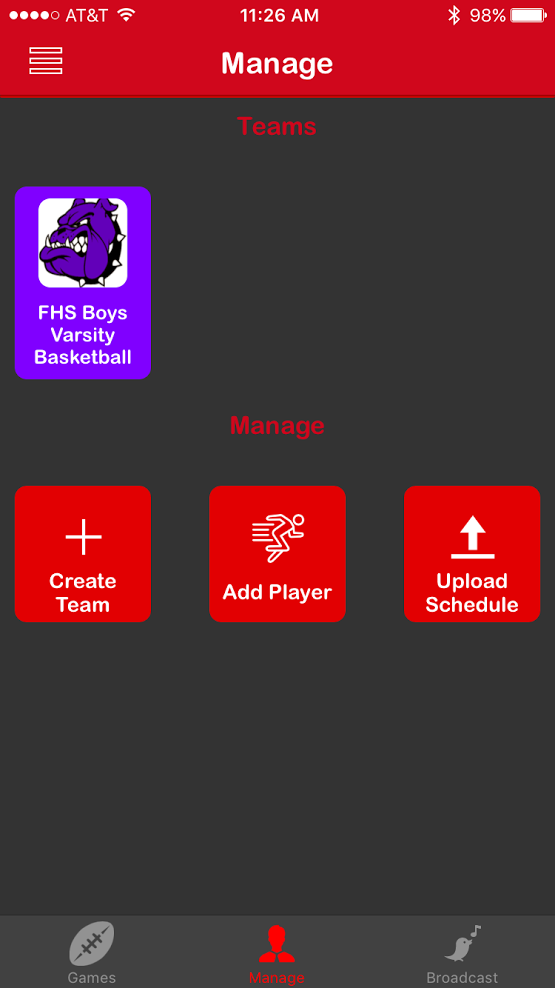 AT&T 11:26 AM 98%
Manage
Teams
FHS Boys
Varsity
Basketball
Manage
Create
Team
Add Player
Upload
Schedule
Games Manage Broadcast